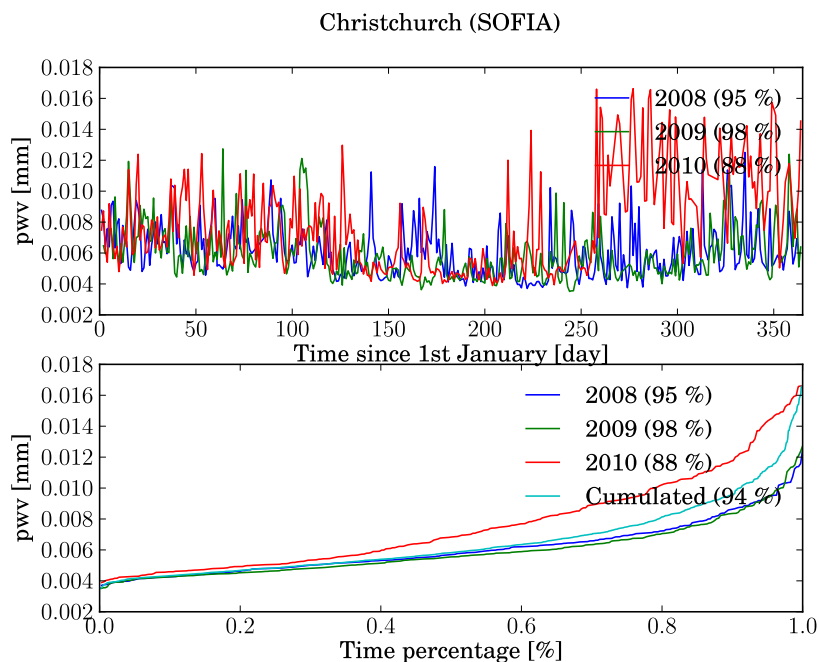 Christchurch (SOFIA)
0.018
0.016
0.014
0.012
0.010
0.008
0.006
0.004
0.002
pwv [mm]
2008 (95 %)
2009 (98 %)
2010 (88 %)
0 50 100 150 200 250 300 350
Time since 1st January [day]
0.018
0.016
0.014
0.012
0.010
0.008
0.006
0.004
0.002
pwv [mm]
2008 (95 %)
2009 (98 %)
2010 (88 %)
Cumulated (94 %)
0.0 0.2 0.4 0.6 0.8 1.0
Time percentage [%]